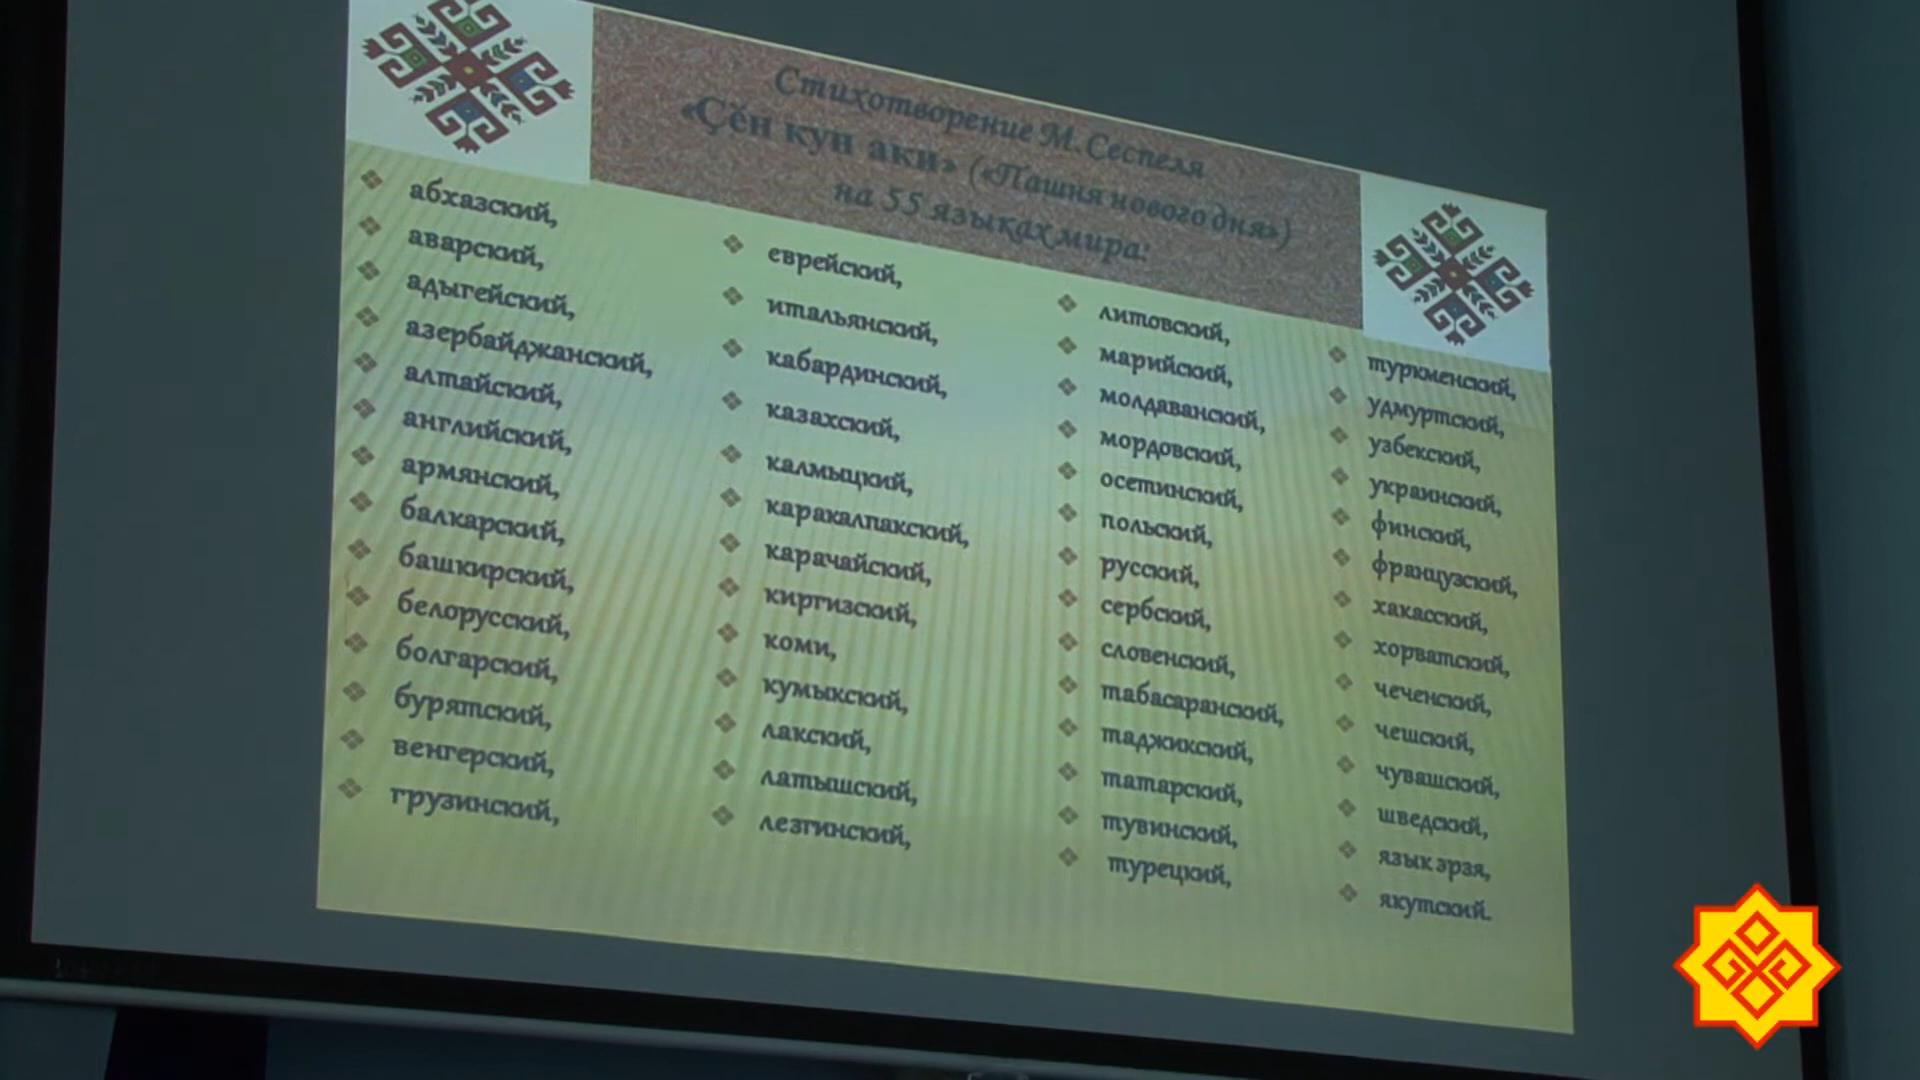 Стихотворение М. Сеспеля
«Ҫӗн кун аки» («Пашня нового дня»)
на 55 языках мира:
абхазский,
аварский,
адыгейский,
азербайджанский,
алтайский,
английский,
армянский,
балкарский,
башкирский,
белорусский,
болгарский,
бурятский,
венгерский,
грузинский,
еврейский,
итальянский,
кабардинский,
казахский,
калмыцкий,
каракалпакский,
карачайский,
киргизский,
коми,
кумыкский,
лакский,
латышский,
лезгинский,
литовский,
марийский,
молдаванский,
мордовский,
осетинский,
польский,
русский,
сербский,
словенский,
табасаранский,
таджикский,
татарский,
тувинский,
турецкий,
туркменский,
удмуртский,
узбекский,
украинский,
финский,
французский,
хакасский,
хорватский,
чеченский,
чешский,
чувашский,
шведский,
язык эрзя,
якутский.